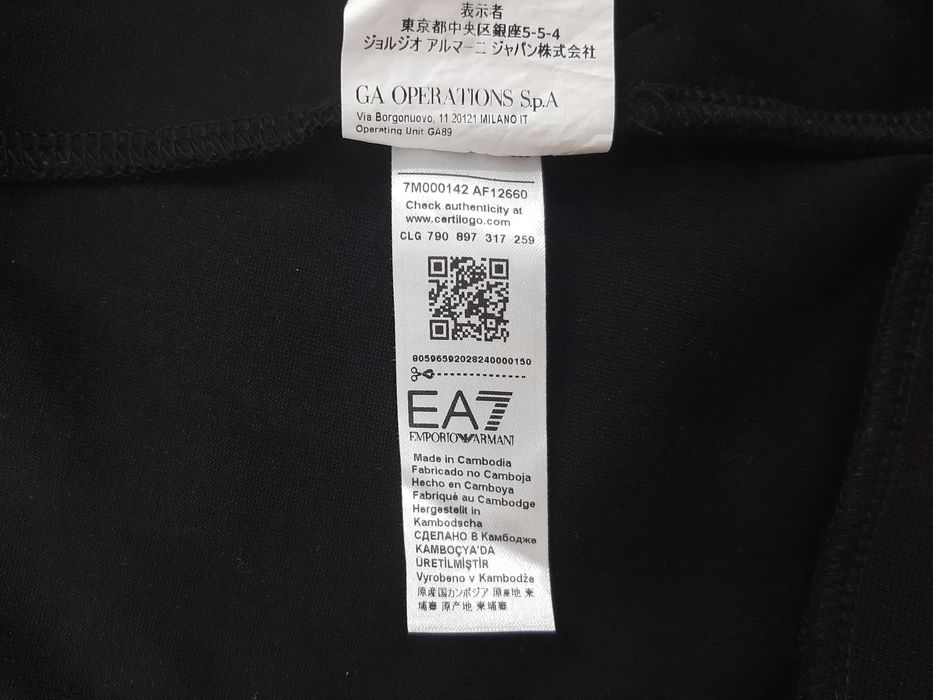 表示者
東京都中央区銀座5-5-4
ジョルジオ アルマーニ ジャパン株式会社
GA OPERATIONS S.p.A
Via Borgonuovo, 11 20121 MILANO IT
Operating Unit GA89
7M000142 AF12660
Check authenticity at
www.certilogo.com
CLG 790 897 317 259
80596592028240000150
EA7
EMPORIO ARMANI
Made in Cambodia
Fabricado no Camboja
Hecho en Camboya
Fabriqué au Cambodge
Hergestellt in
Kambodscha
СДЕЛАНО В Камбодже
KAMBOÇYA'DA
ÜRETİLMİŞTİR
Vyrobeno v Kambodže
原産国カンボジア 原産地 柬
埔寨 原产地 柬埔寨